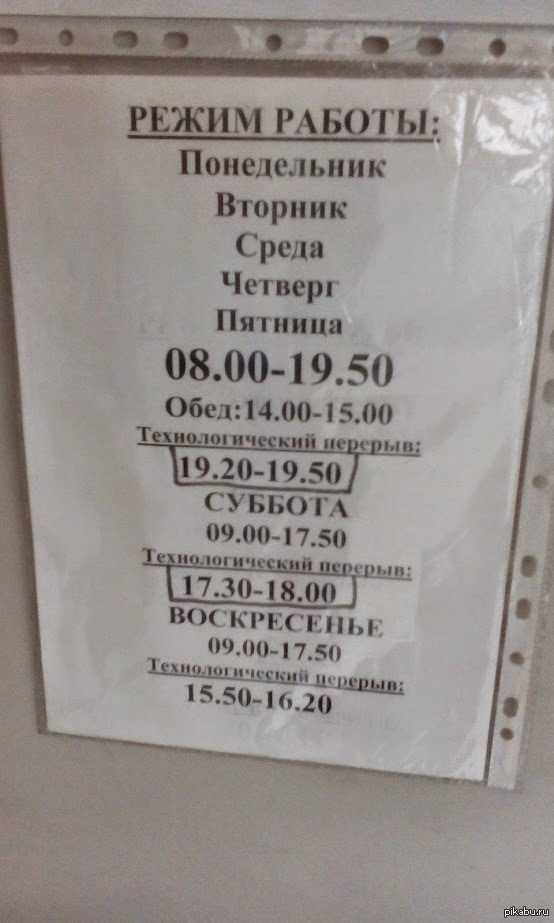 РЕЖИМ РАБОТЫ:
Понедельник
Вторник
Среда
Четверг
Пятница
08.00-19.50
Обед:14.00-15.00
Технологический перерыв:
19.20-19.50
СУББОТА
09.00-17.50
Технологический перерыв:
17.30-18.00
ВОСКРЕСЕНЬЕ
09.00-17.50
Технологический перерыв:
15.50-16.20
pikabu.ru